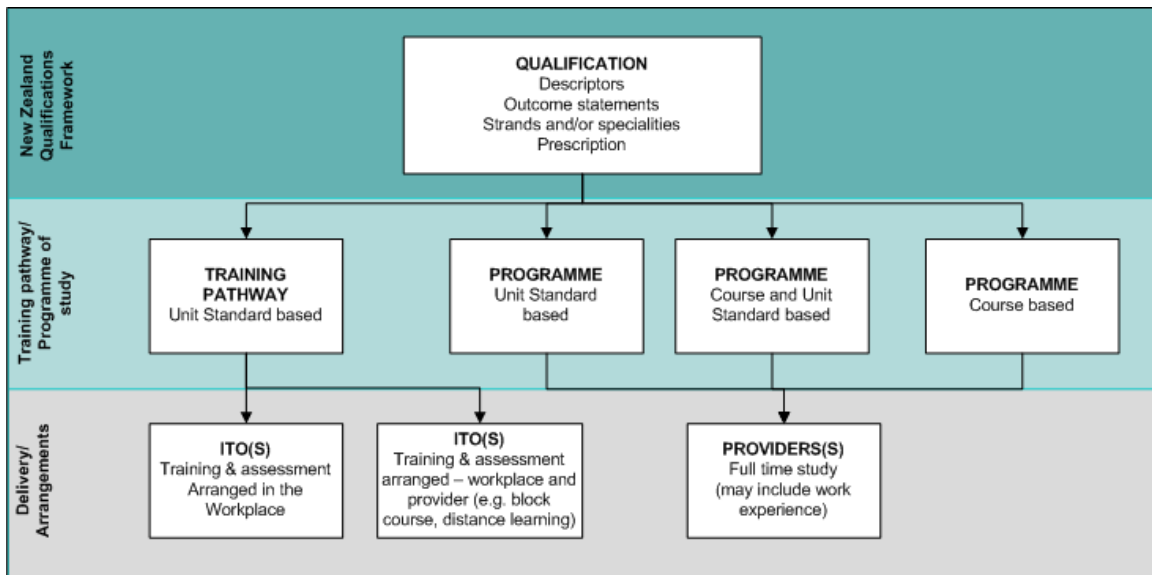 New Zealand
Qualifications
Framework
QUALIFICATION
Descriptors
Outcome statements
Strands and/or specialities
Prescription
Training pathway/
Programme of
study
TRAINING
PATHWAY
Unit Standard based
PROGRAMME
Unit Standard
based
PROGRAMME
Course and Unit
Standard based
PROGRAMME
Course based
Delivery/
Arrangements
ITO(S)
Training & assessment
Arranged in the
Workplace
ITO(S)
Training & assessment
arranged – workplace and
provider (e.g. block
course, distance learning)
PROVIDERS(S)
Full time study
(may include work
experience)